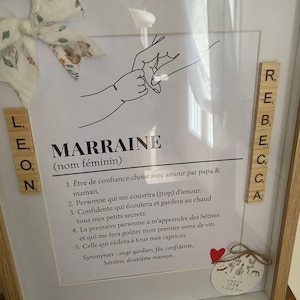 LEON
REBECCA
MARRAINE
(nom féminin)
1. Être de confiance choisi avec amour par papa &
maman.
2. Personne qui me couvrira (trop) d'amour.
3. Confidente qui écoutera et gardera au chaud
tous mes petits secrets.
4. La première personne à m'apprendre des bêtises
et qui me fera goûter mon premier verre de vin.
5. Celle qui cèdera à tous mes caprices.
Synonymes : ange gardien, fée, confidente,
héroïne, deuxième maman.